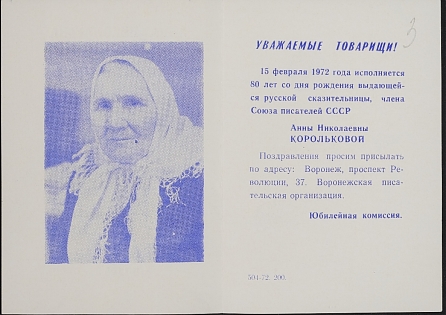 3
УВАЖАЕМЫЕ ТОВАРИЩИ!
15 февраля 1972 года исполняется
80 лет со дня рождения выдающей-
ся русской сказительницы, члена
Союза писателей СССР
Анны Николаевны
КОРОЛЬКОВОЙ
Поздравления просим присылать
по адресу: Воронеж, проспект Ре-
волюции, 37. Воронежская писа-
тельская организация.
Юбилейная комиссия.
504-72. 200.